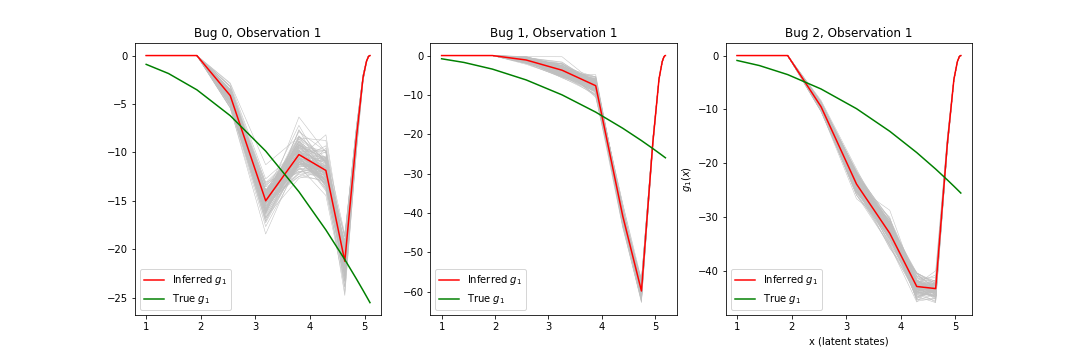 Bug 0, Observation 1
0
−5
−10
−15
−20
−25
1 2 3 4 5
Inferred g₁
True g₁
Bug 1, Observation 1
0
−10
−20
−30
−40
−50
−60
1 2 3 4 5
Inferred g₁
True g₁
Bug 2, Observation 1
g₁(x)
0
−10
−20
−30
−40
1 2 3 4 5
Inferred g₁
True g₁
x (latent states)